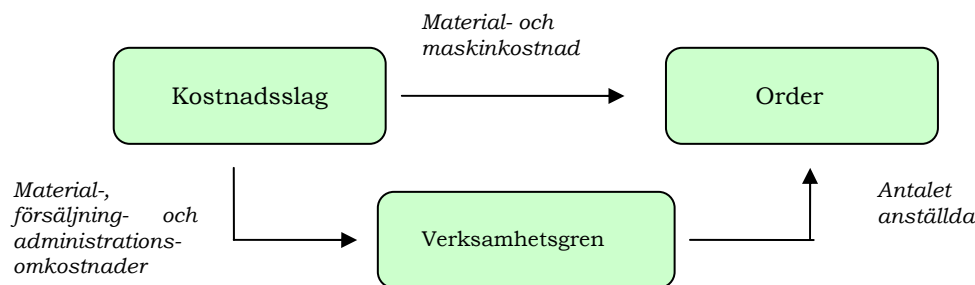 Material- och
maskinkostnad
Kostnadsslag
Order
Material-,
försäljning- och
administrations-
omkostnader
Verksamhetsgren
Antalet
anställda